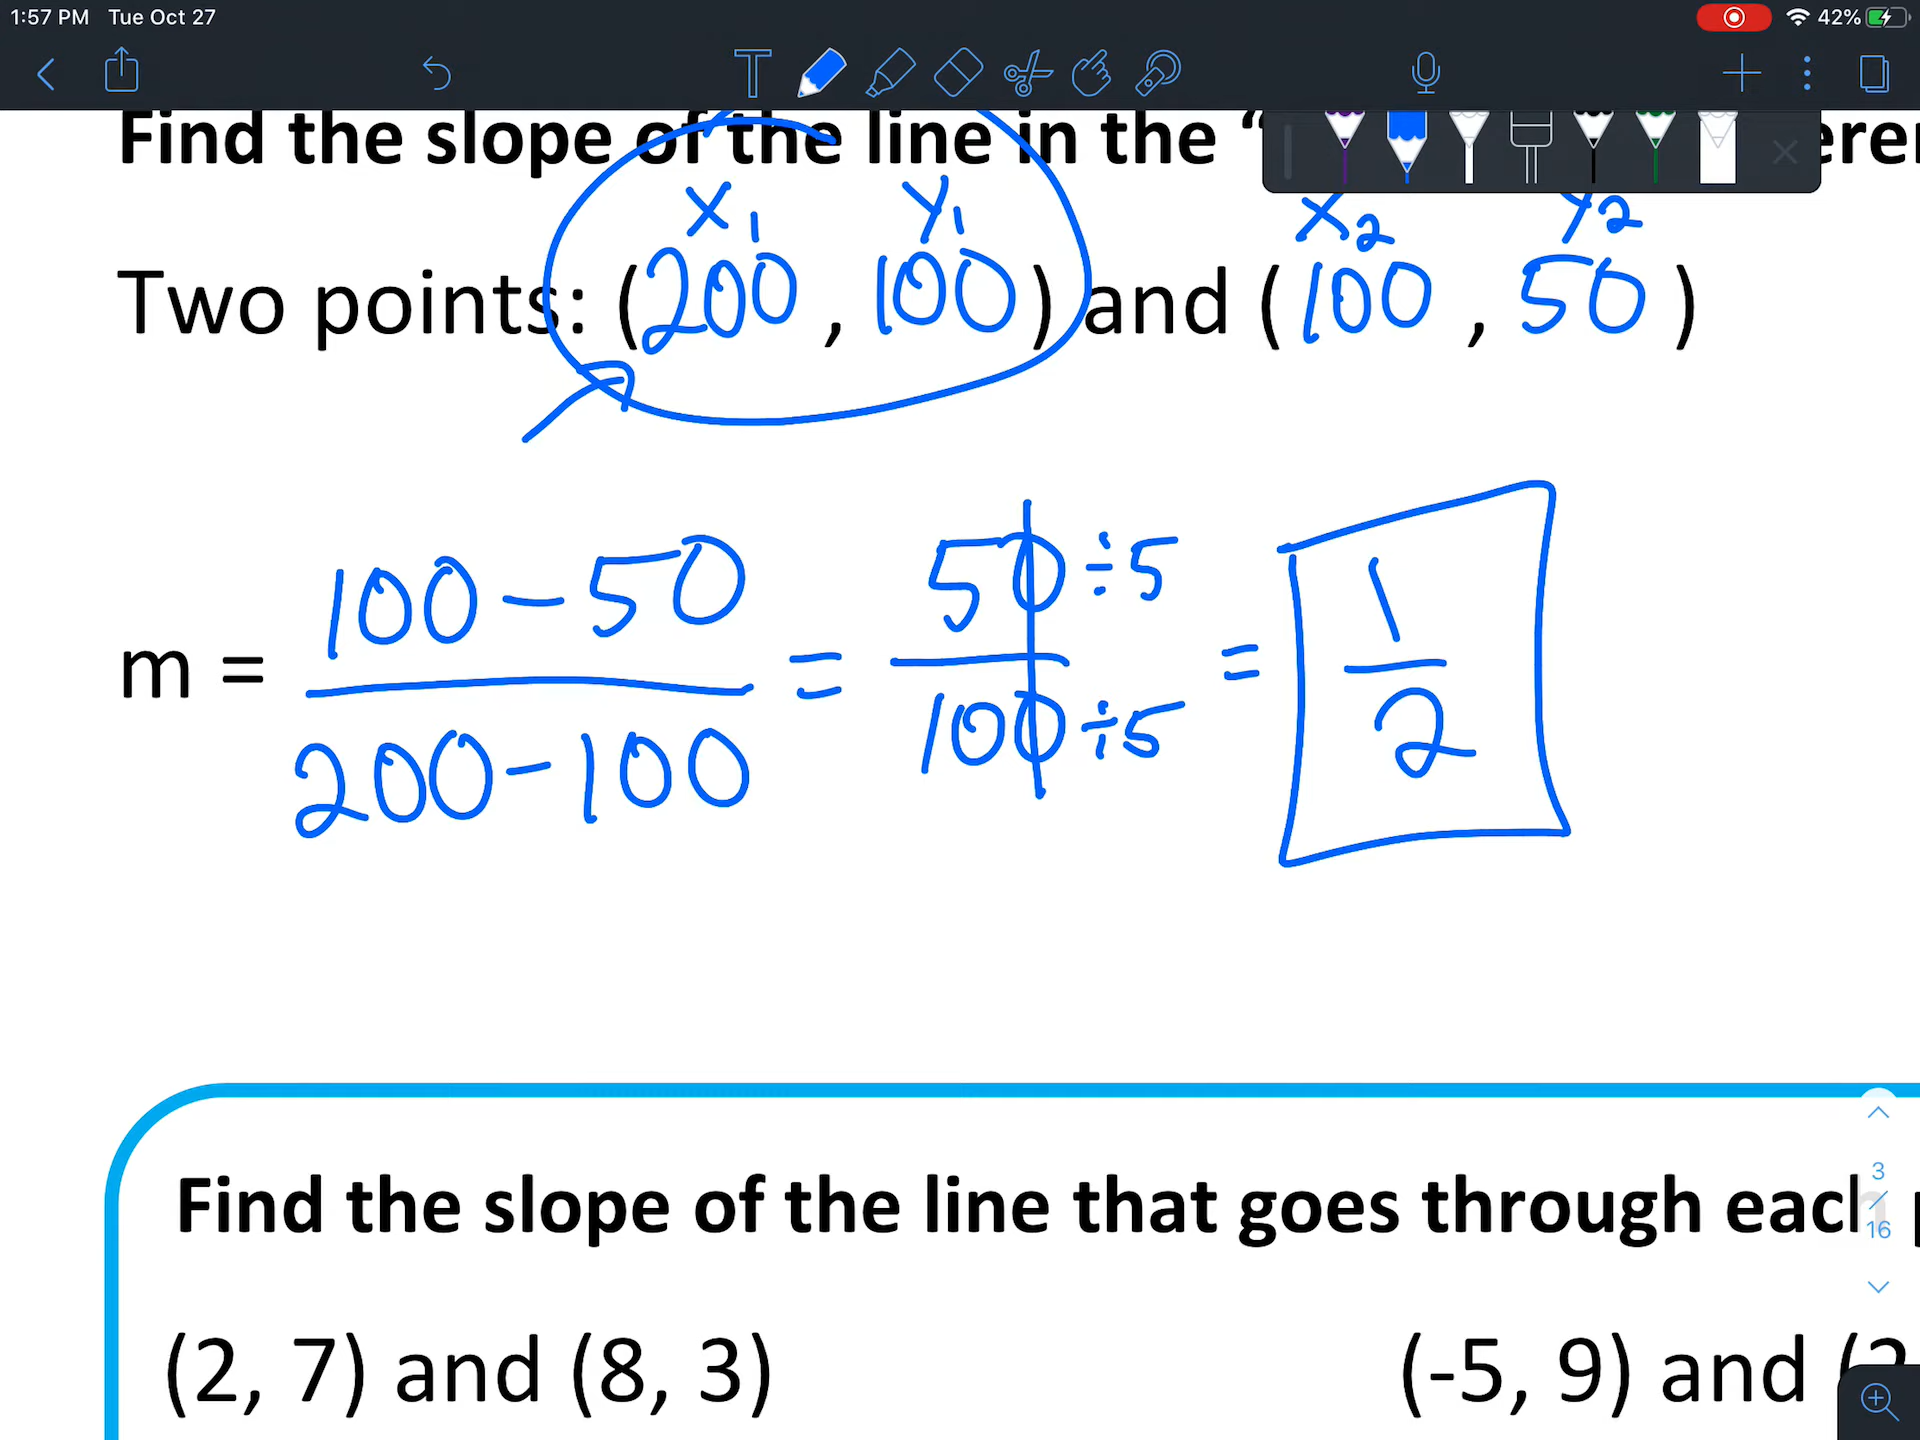 1:57 PM Tue Oct 27 42%
Find the slope of the line in the “
x₁ y₁ x₂ y₂
Two points: (200, 100) and (100, 50)
m = 100 - 50 / 200 - 100 = 50 ÷5 / 100 ÷5 = 1/2
3/16
Find the slope of the line that goes through each
(2, 7) and (8, 3) (-5, 9) and (